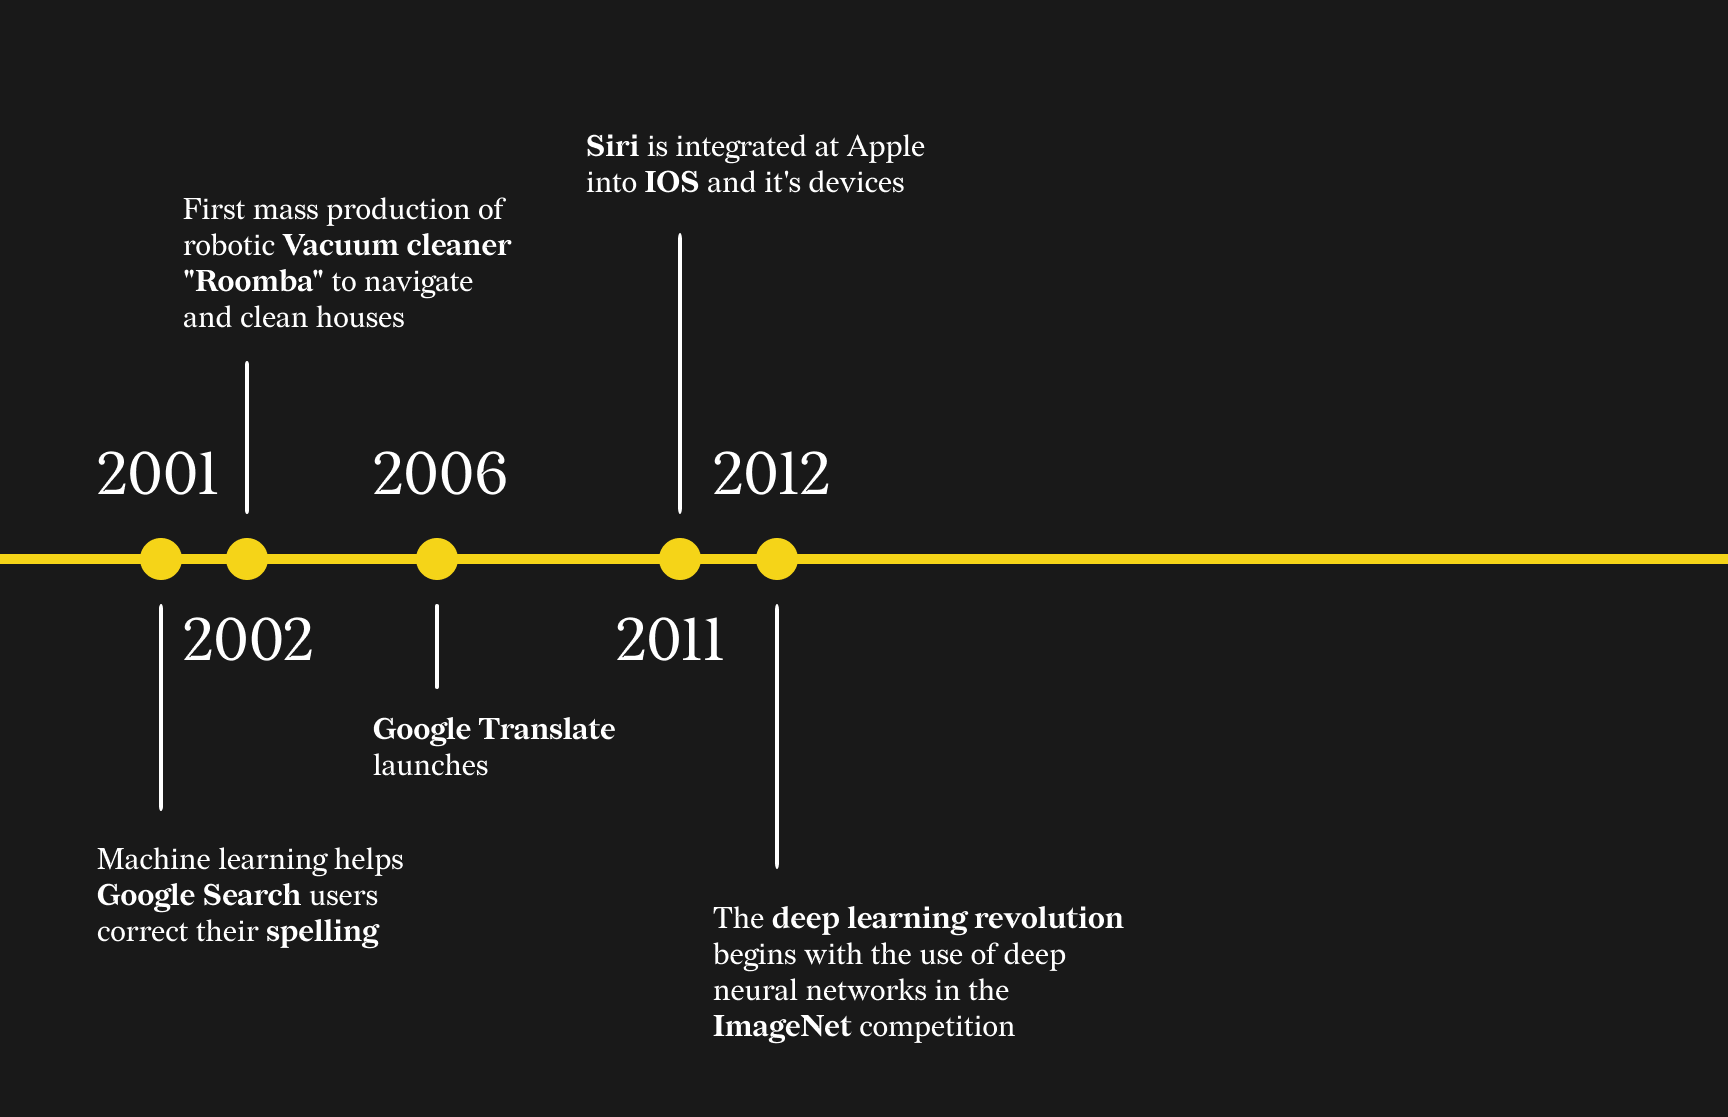 Siri is integrated at Apple
into IOS and it's devices
First mass production of
robotic Vacuum cleaner
"Roomba" to navigate
and clean houses
2001
2006
2012
2002
2011
Google Translate
launches
Machine learning helps
Google Search users
correct their spelling
The deep learning revolution
begins with the use of deep
neural networks in the
ImageNet competition